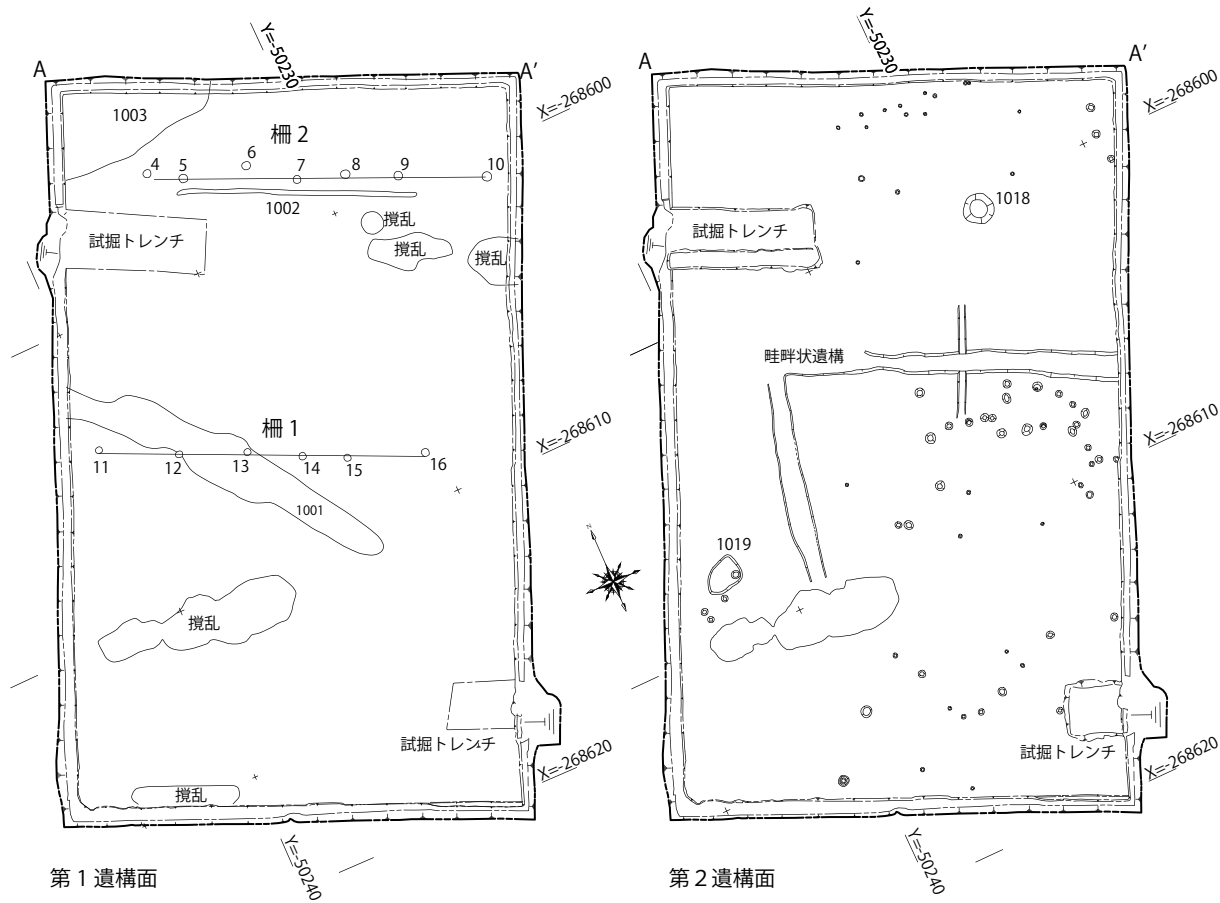 Y=-50230
A
A'
X=-268600
1003
柵 2
4
5
6
7
8
9
10
1002
撹乱
撹乱
撹乱
試掘トレンチ
柵 1
X=-268610
11
12
13
14
15
16
1001
N
撹乱
試掘トレンチ
X=-268620
撹乱
Y=-50240
第 1 遺構面
Y=-50230
A
A'
X=-268600
1018
試掘トレンチ
畦畔状遺構
X=-268610
1019
試掘トレンチ
X=-268620
Y=-50240
第 2 遺構面